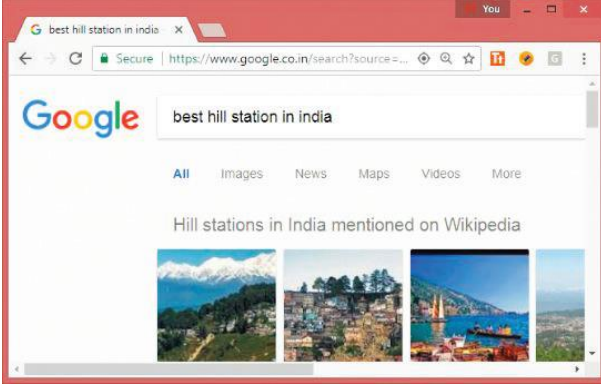 You
best hill station in india
Secure https://www.google.co.in/search?source=...
Google best hill station in india
All Images News Maps Videos More
Hill stations in India mentioned on Wikipedia